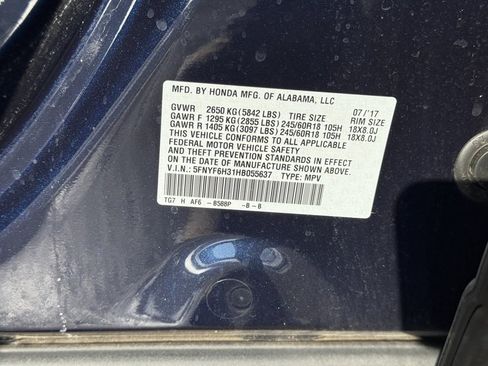 MFD. BY HONDA MFG. OF ALABAMA, LLC 07/'17
GVWR 2650 KG(5842 LBS) TIRE SIZE RIM SIZE
GAWR F 1295 KG(2855 LBS) 245/60R18 105H 18X8.0J
GAWR R 1405 KG(3097 LBS) 245/60R18 105H 18X8.0J
THIS VEHICLE CONFORMS TO ALL APPLICABLE
FEDERAL MOTOR VEHICLE SAFETY
AND THEFT PREVENTION STANDARDS IN EFFECT
ON THE DATE OF MANUFACTURE SHOWN ABOVE.
V.I.N.: 5FNYF6H31HB055637 TYPE: MPV
TG7 H AF6 -B588P --B--B